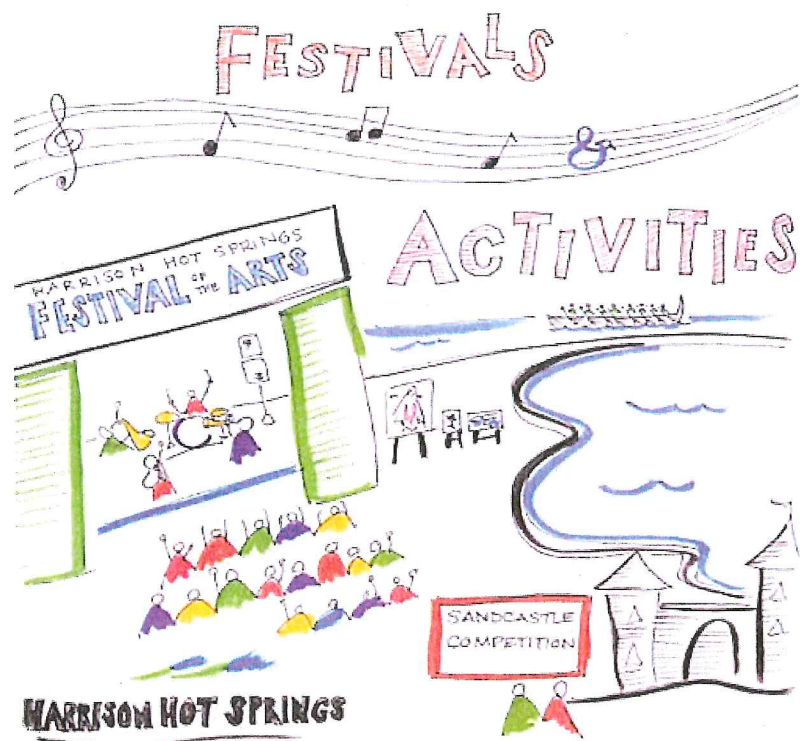 FESTIVALS
&
ACTIVITIES
HARRISON HOT SPRINGS
FESTIVAL OF THE ARTS
SANDCASTLE
COMPETITION
HARRISON HOT SPRINGS